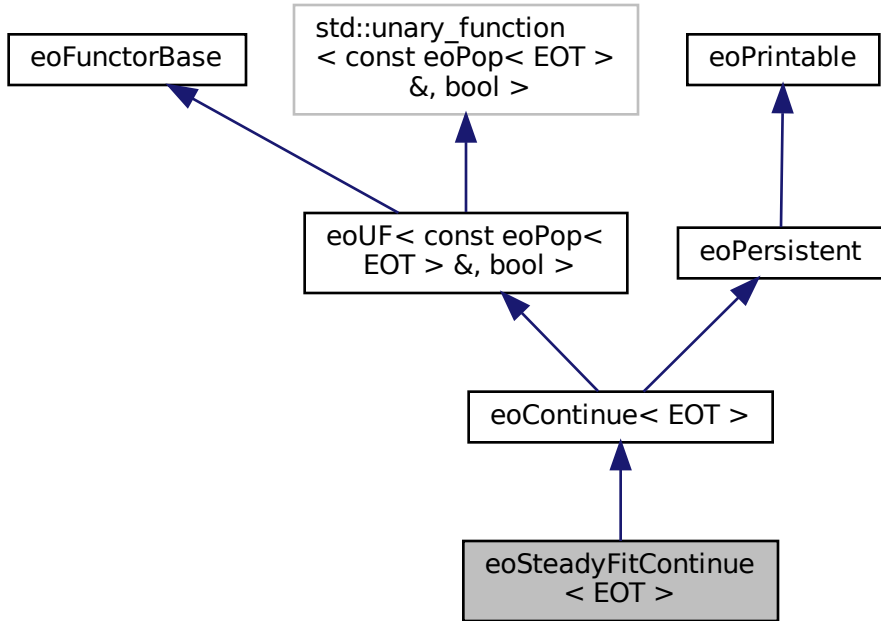 std::unary_function
< const eoPop< EOT >
&, bool >
eoFunctorBase
eoPrintable
eoUF< const eoPop<
EOT > &, bool >
eoPersistent
eoContinue< EOT >
eoSteadyFitContinue
< EOT >